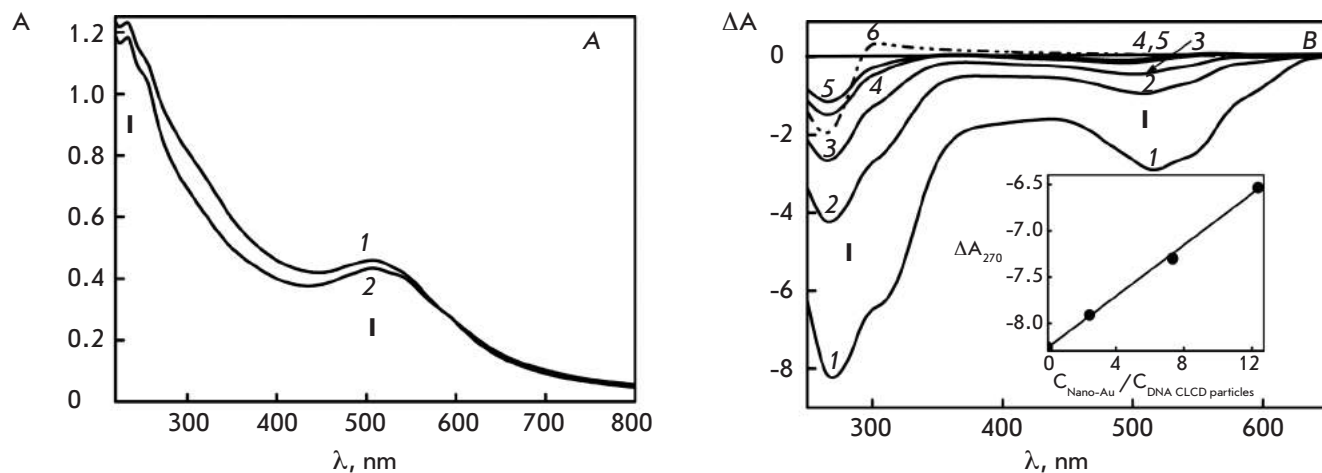 A
A
1.2
1.0
0.8
0.6
0.4
0.2
0
I
1
2
I
300 400 500 600 700 800
λ, nm
ΔA
B
0
-2
-4
-6
-8
6
4,5
3
5
4
2
3
I
1
2
I
1
-6.5
-7.0
-7.5
-8.0
ΔA270
0 4 8 12
CNano-Au / CDNA CLCD particles
300 400 500 600
λ, nm